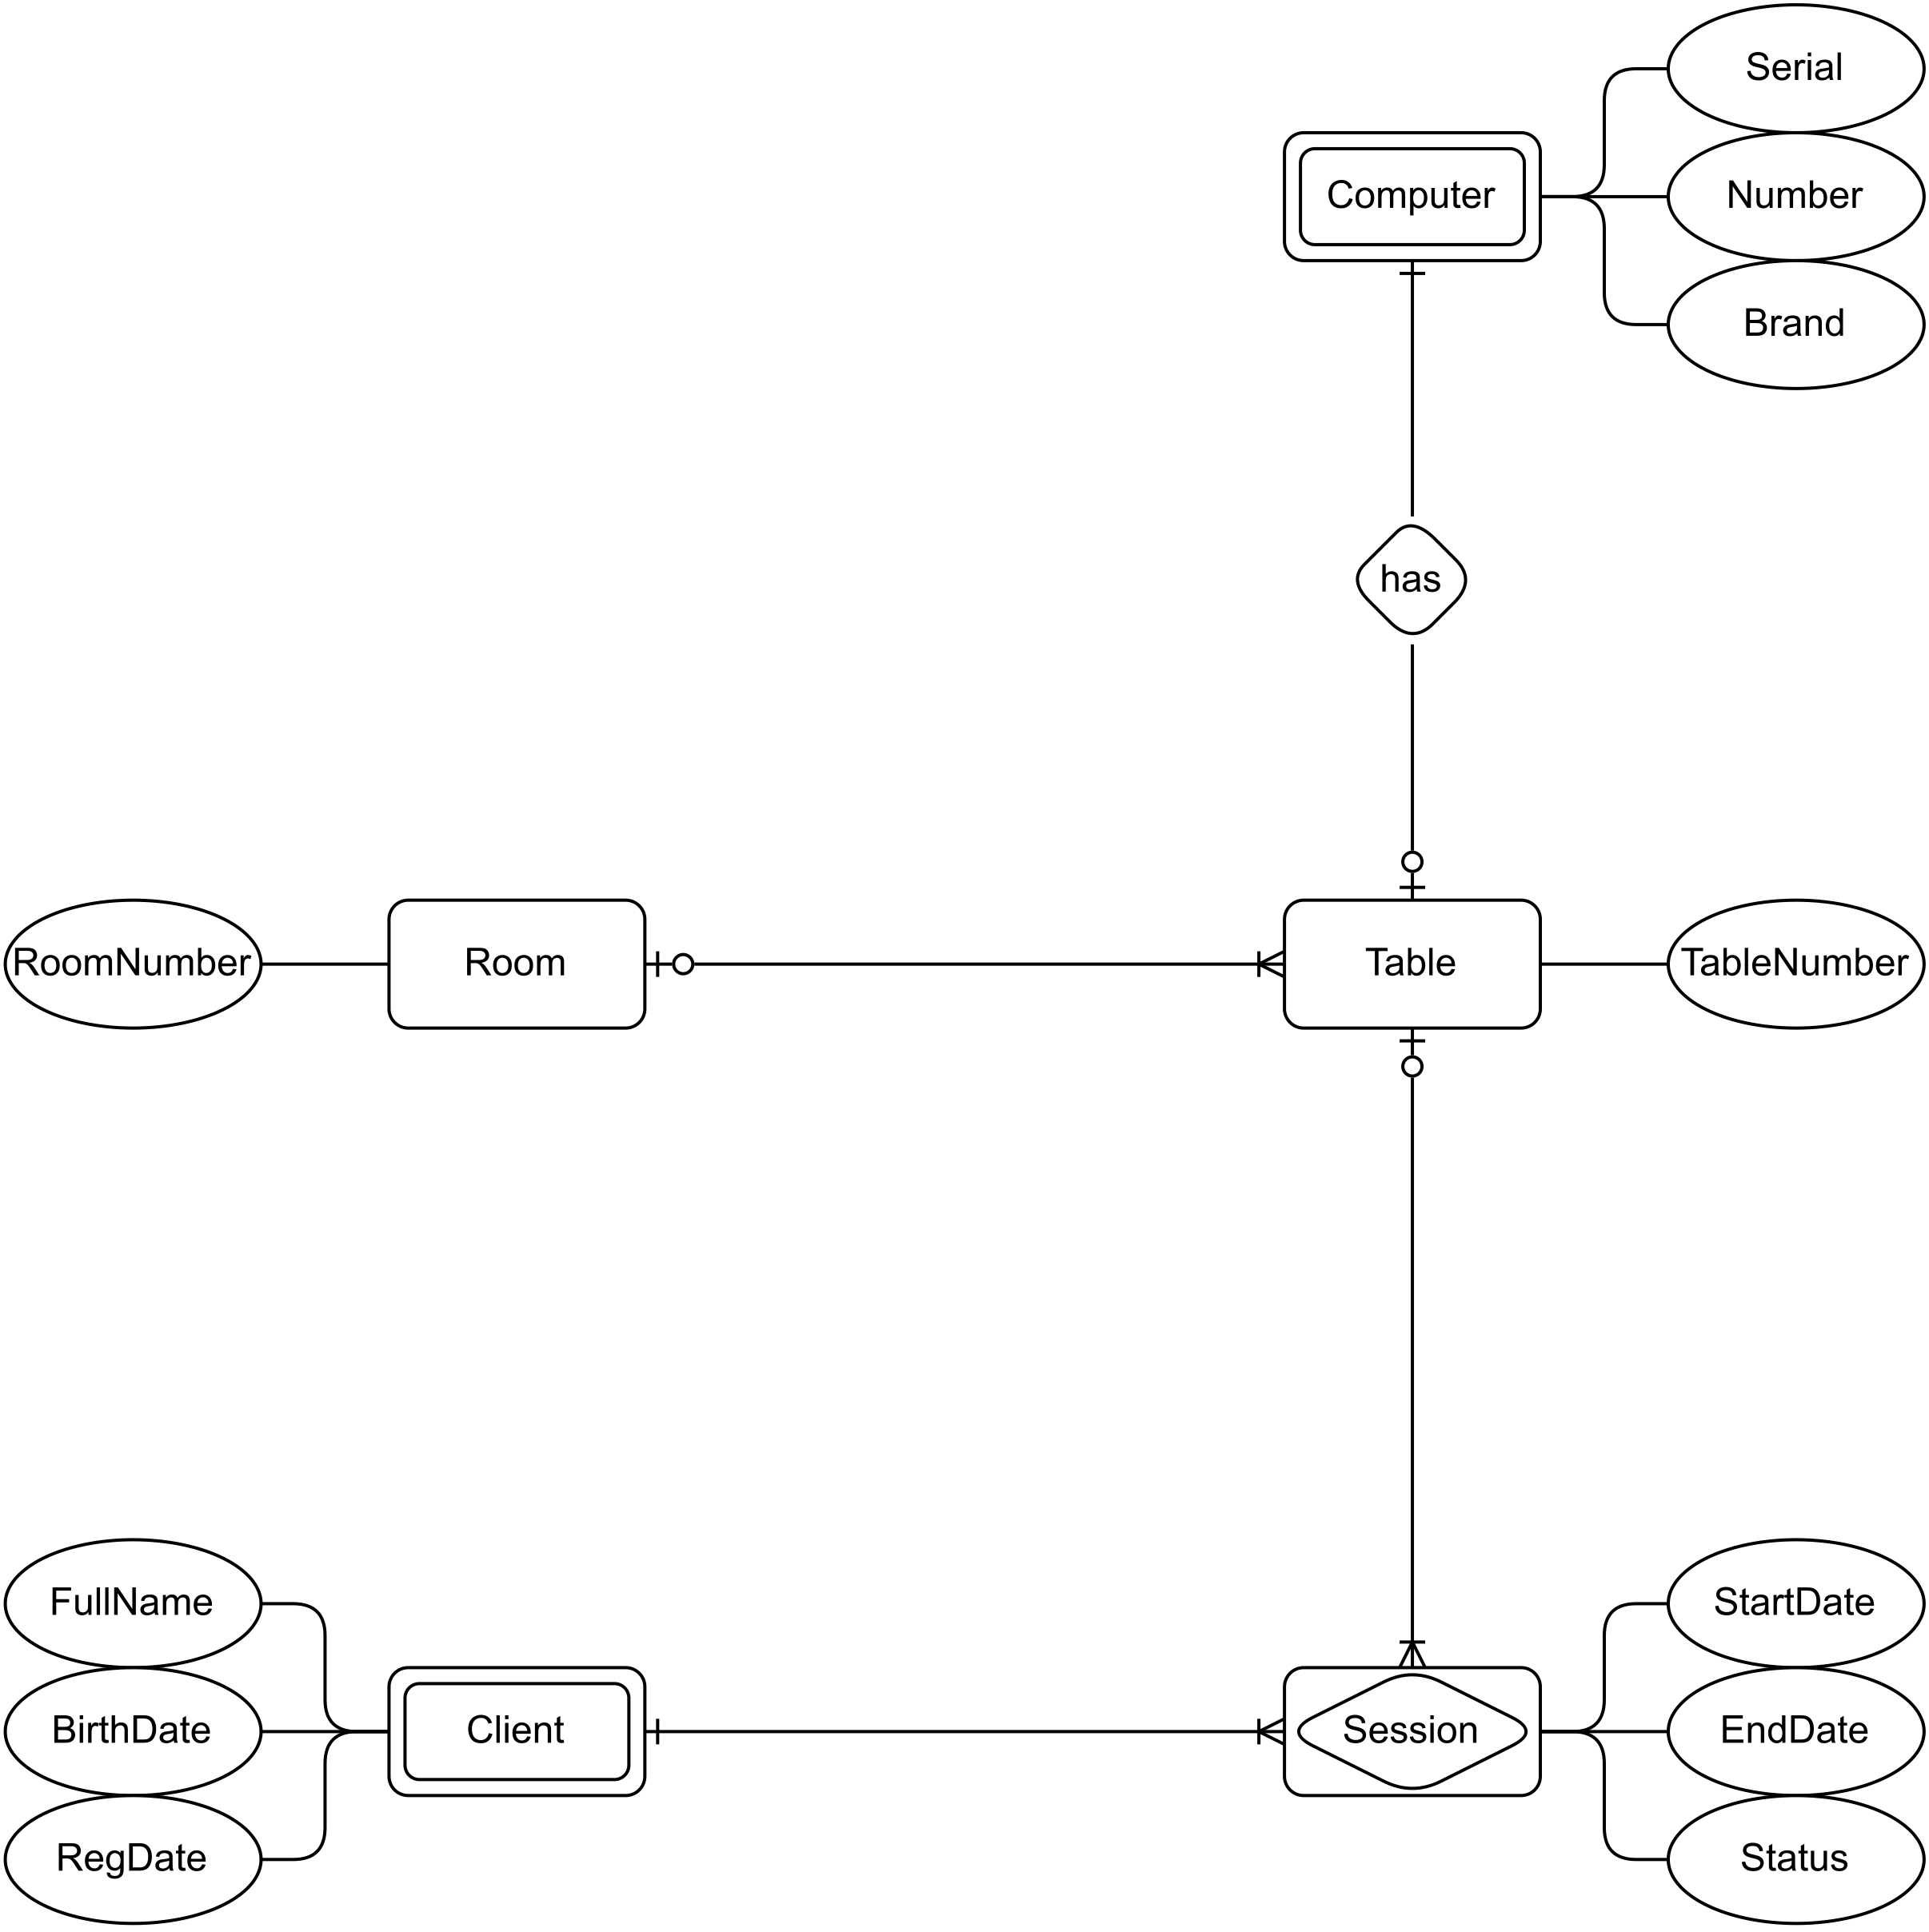 Serial
Computer
Number
Brand
has
RoomNumber
Room
Table
TableNumber
FullName
StartDate
BirthDate
Client
Session
EndDate
RegDate
Status